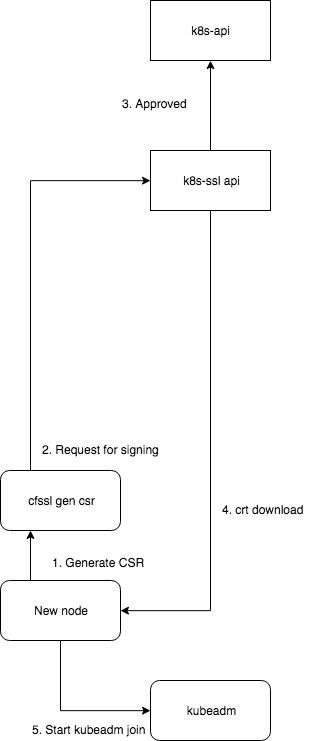 k8s-api
3. Approved
k8s-ssl api
2. Request for signing
cfssl gen csr
4. crt download
1. Generate CSR
New node
kubeadm
5. Start kubeadm join